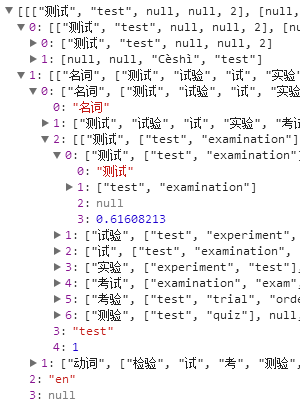 [[["测试", "test", null, null, 2], [null,
0: [["测试", "test", null, null, 2], [n
0: ["测试", "test", null, null, 2]
1: [null, null, "Cèshì", "test"]
1: [["名词", ["测试", "试验", "试", "实验
0: ["名词", ["测试", "试验", "试", "实
0: "名词"
1: ["测试", "试验", "试", "实验", "考试
2: [["测试", ["test", "examination"]
0: ["测试", ["test", "examination"]
0: "测试"
1: ["test", "examination"]
2: null
3: 0.61608213
1: ["试验", ["test", "experiment",
2: ["试", ["test", "examination",
3: ["实验", ["experiment", "test"],
4: ["考试", ["examination", "exam",
5: ["考验", ["test", "trial", "orde
6: ["测验", ["test", "quiz"], null,
3: "test"
4: 1
1: ["动词", ["检验", "试", "考", "测验",
2: "en"
3: null